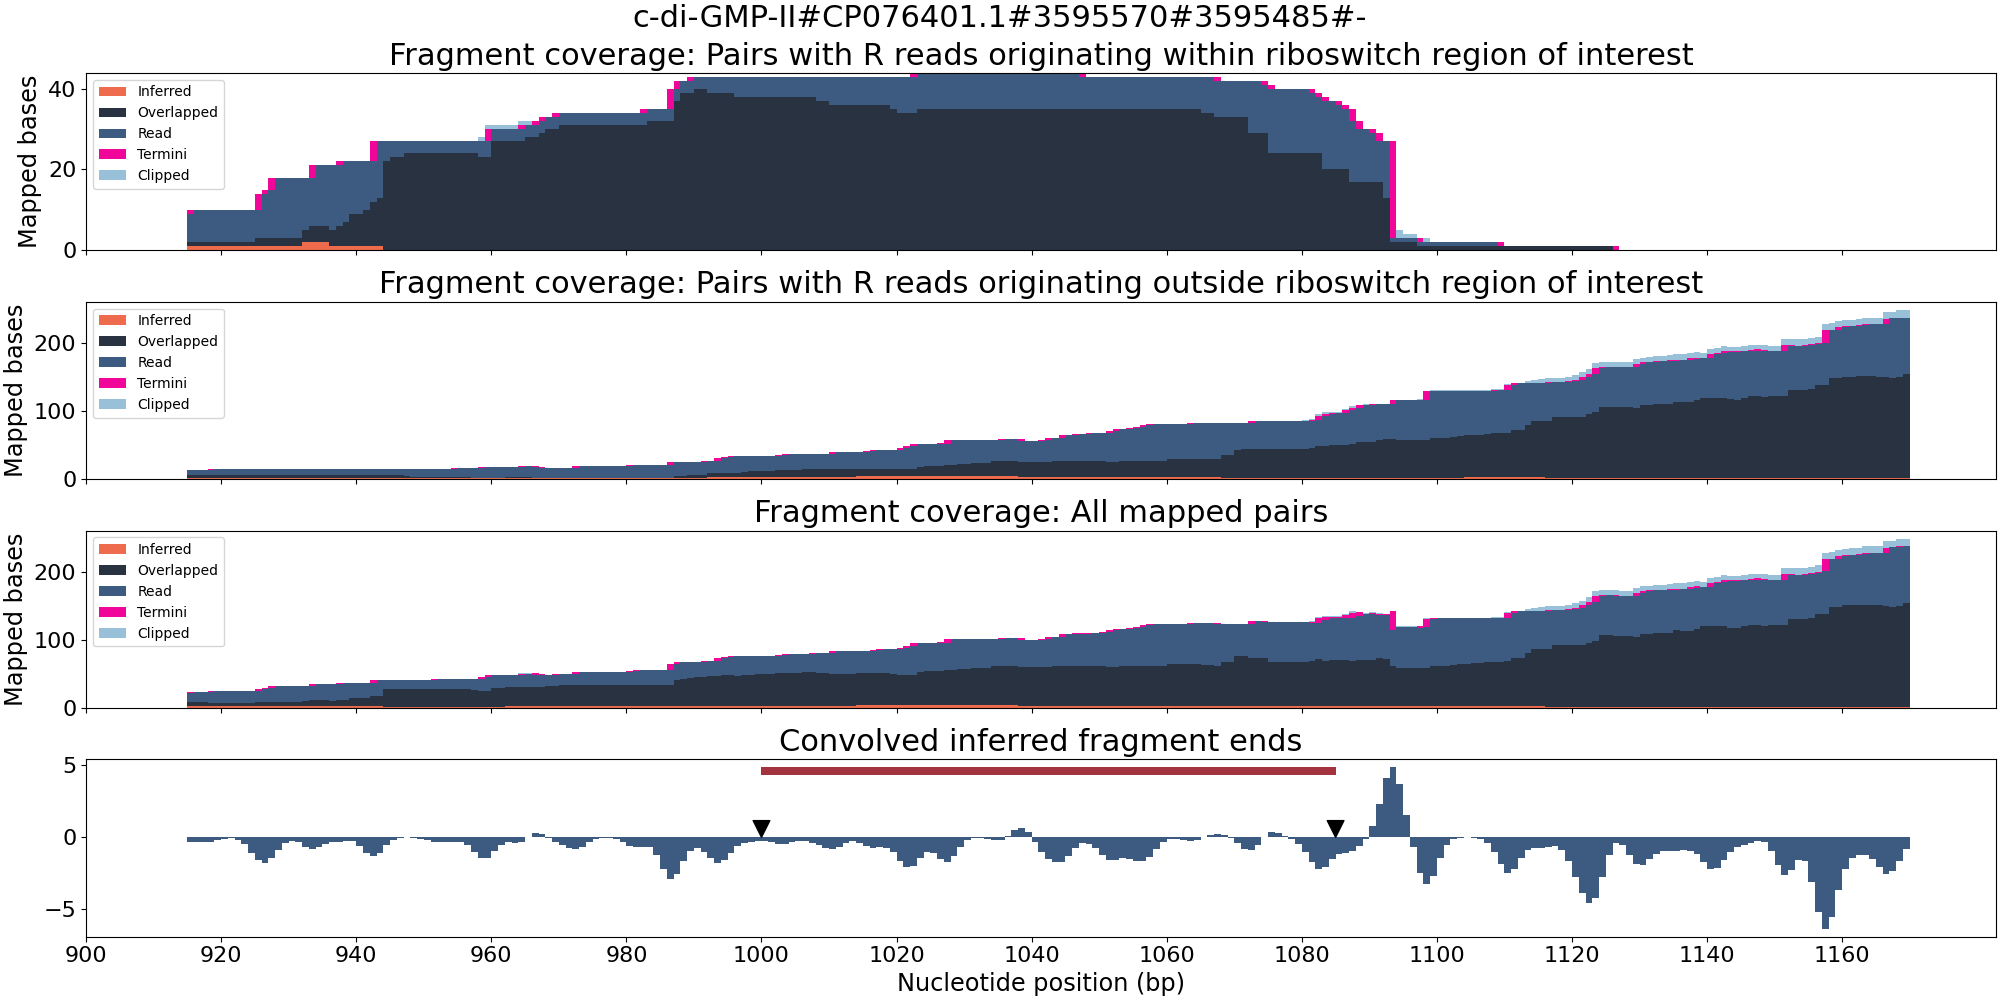 c-di-GMP-II#CP076401.1#3595570#3595485#-
Fragment coverage: Pairs with R reads originating within riboswitch region of interest
Mapped bases
40
20
0
Inferred
Overlapped
Read
Termini
Clipped
Fragment coverage: Pairs with R reads originating outside riboswitch region of interest
Mapped bases
200
100
0
Inferred
Overlapped
Read
Termini
Clipped
Fragment coverage: All mapped pairs
Mapped bases
200
100
0
Inferred
Overlapped
Read
Termini
Clipped
Convolved inferred fragment ends
5
0
−5
900 920 940 960 980 1000 1020 1040 1060 1080 1100 1120 1140 1160
Nucleotide position (bp)